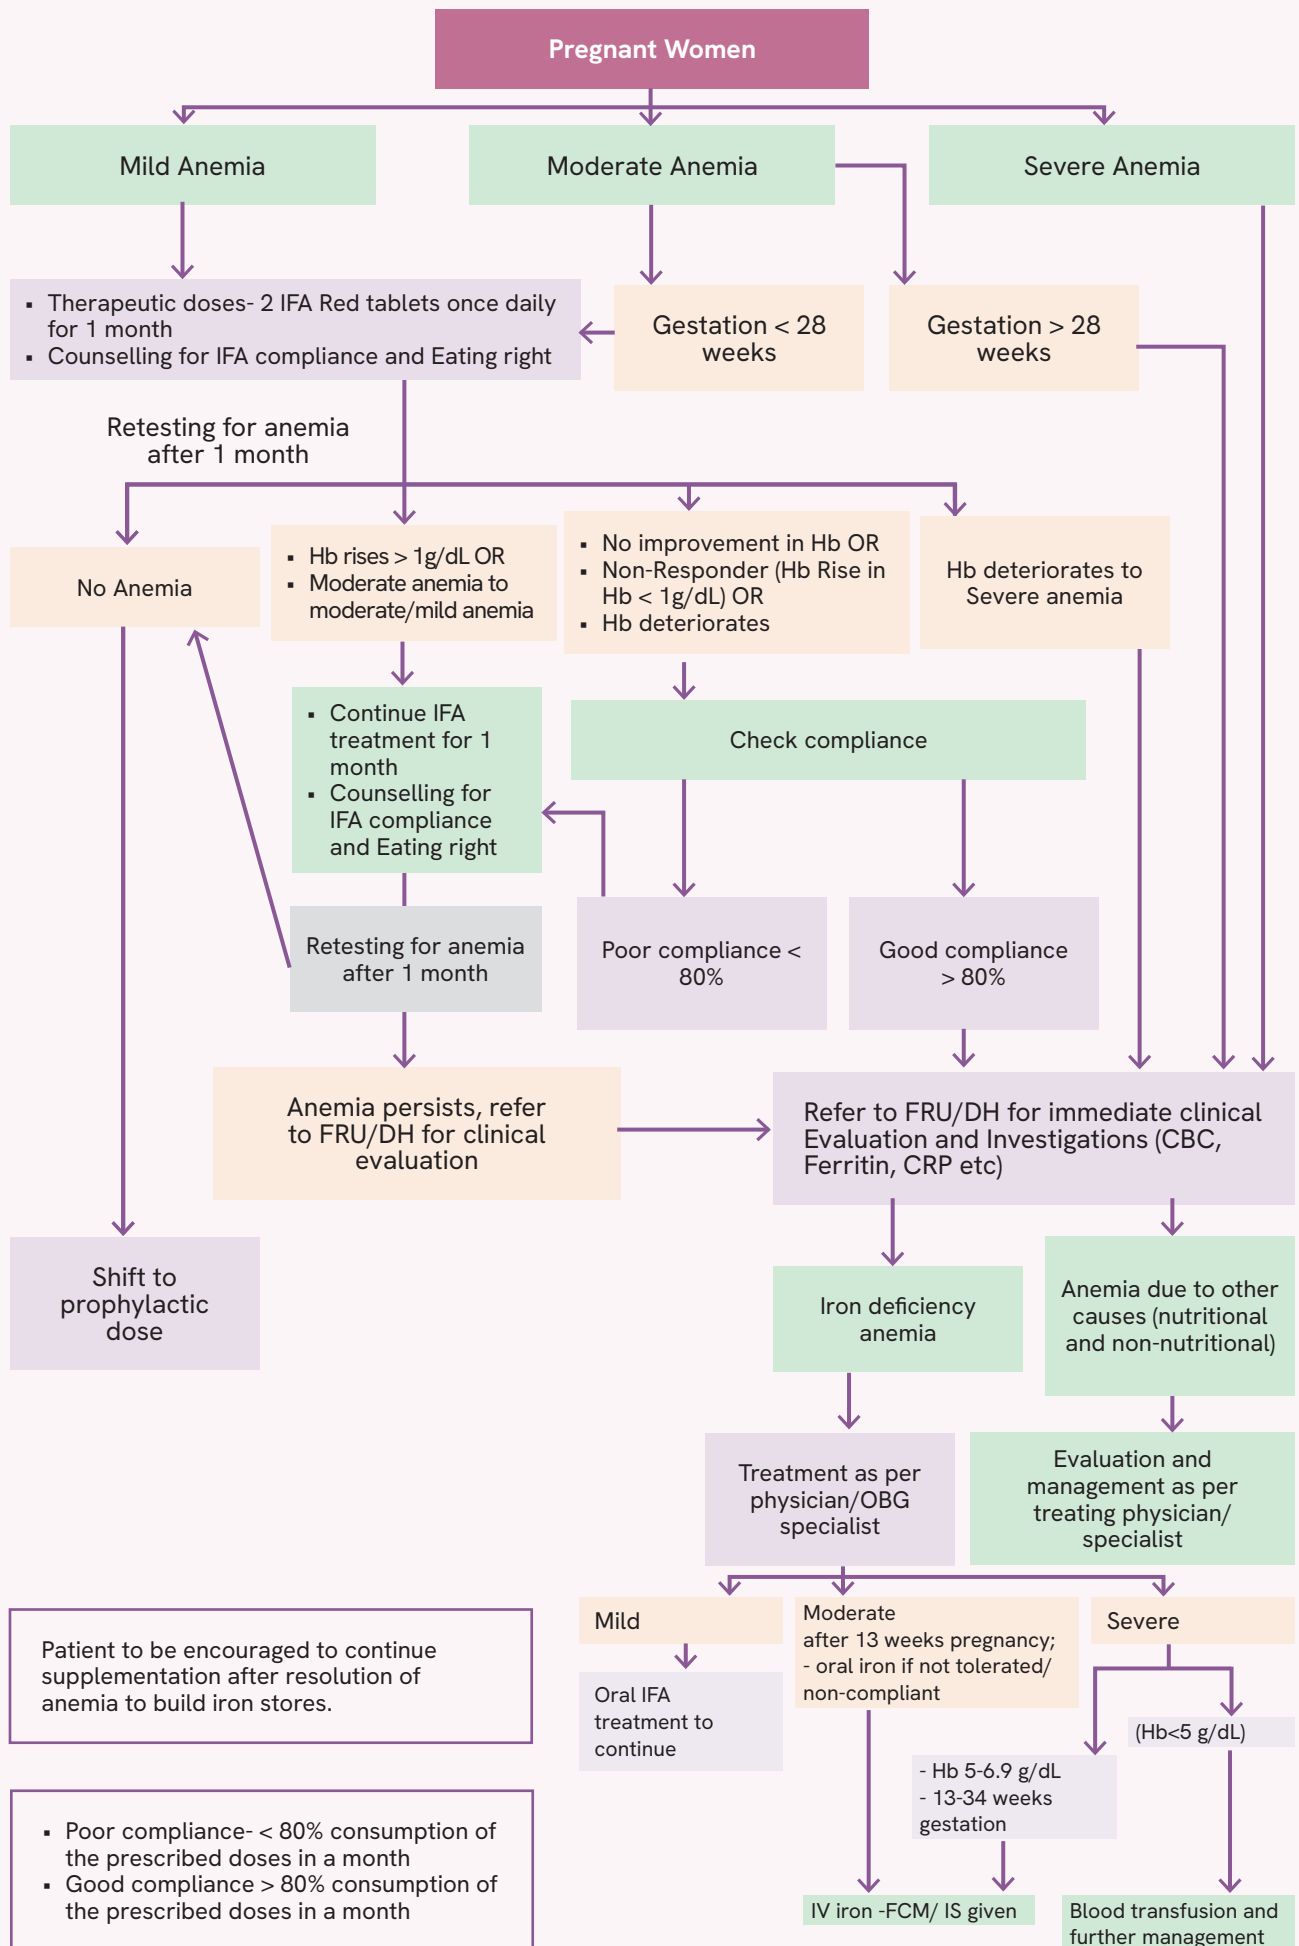 Pregnant Women
Mild Anemia
Moderate Anemia
Severe Anemia
▪ Therapeutic doses- 2 IFA Red tablets once daily
for 1 month
▪ Counselling for IFA compliance and Eating right
Gestation < 28
weeks
Gestation > 28
weeks
Retesting for anemia
after 1 month
No Anemia
▪ Hb rises > 1g/dL OR
▪ Moderate anemia to
moderate/mild anemia
▪ No improvement in Hb OR
▪ Non-Responder (Hb Rise in
Hb < 1g/dL) OR
▪ Hb deteriorates
Hb deteriorates to
Severe anemia
▪ Continue IFA
treatment for 1
month
▪ Counselling for
IFA compliance
and Eating right
Check compliance
Retesting for anemia
after 1 month
Poor compliance <
80%
Good compliance
> 80%
Anemia persists, refer
to FRU/DH for clinical
evaluation
Refer to FRU/DH for immediate clinical
Evaluation and Investigations (CBC,
Ferritin, CRP etc)
Shift to
prophylactic
dose
Iron deficiency
anemia
Anemia due to other
causes (nutritional
and non-nutritional)
Treatment as per
physician/OBG
specialist
Evaluation and
management as per
treating physician/
specialist
Mild
Moderate
after 13 weeks pregnancy;
- oral iron if not tolerated/
non-compliant
Severe
Oral IFA
treatment to
continue
(Hb<5 g/dL)
- Hb 5-6.9 g/dL
- 13-34 weeks
gestation
IV iron -FCM/ IS given
Blood transfusion and
further management
Patient to be encouraged to continue
supplementation after resolution of
anemia to build iron stores.
▪ Poor compliance- < 80% consumption of
the prescribed doses in a month
▪ Good compliance > 80% consumption of
the prescribed doses in a month